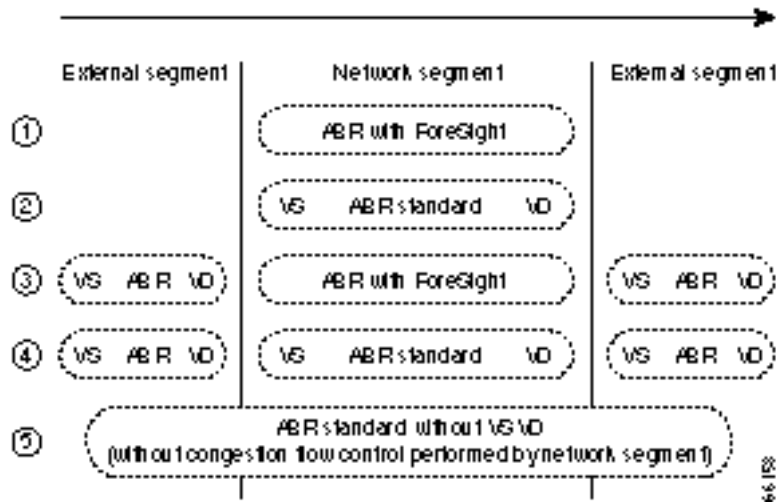 External segment
Network segment
External segment
1
ABR with ForeSight
2
VS ABR standard VD
3
VS ABR VD
ABR with ForeSight
VS ABR VD
4
VS ABR VD
VS ABR standard VD
VS ABR VD
5
ABR standard without VS VD
(without congestion flow control performed by network segment)